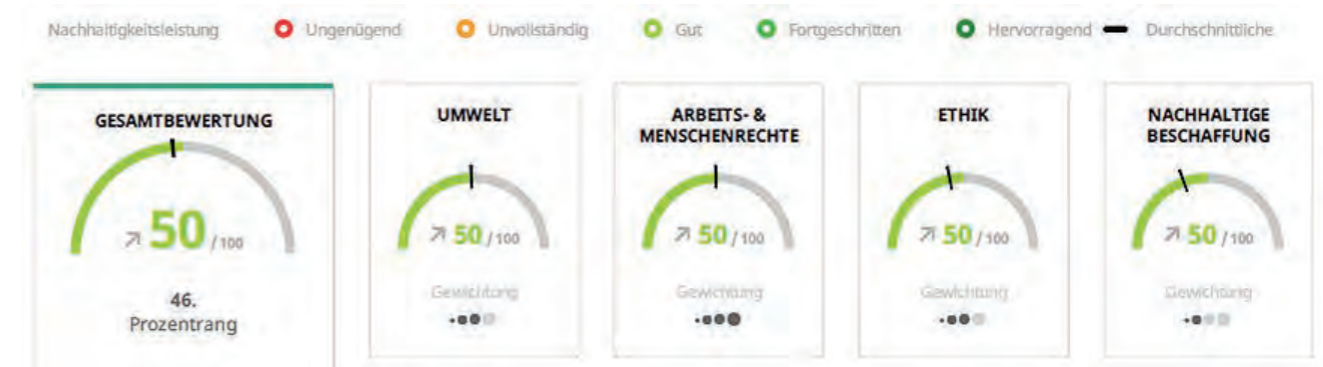 Nachhaltigkeitsleistung Ungenügend Unvollständig Gut Fortgeschritten Hervorragend Durchschnittliche
GESAMTBEWERTUNG
50 / 100
46.
Prozentrang
UMWELT
50 / 100
Gewichtung
ARBEITS- &
MENSCHENRECHTE
50 / 100
Gewichtung
ETHIK
50 / 100
Gewichtung
NACHHALTIGE
BESCHAFFUNG
50 / 100
Gewichtung